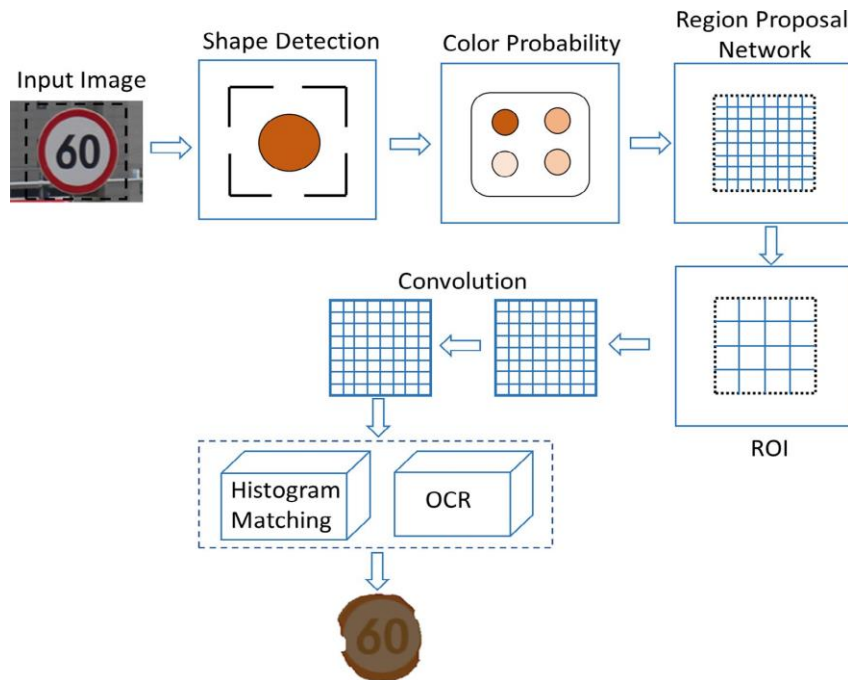 Input Image
60
Shape Detection
Color Probability
Region Proposal
Network
ROI
Convolution
Histogram
Matching
OCR
60